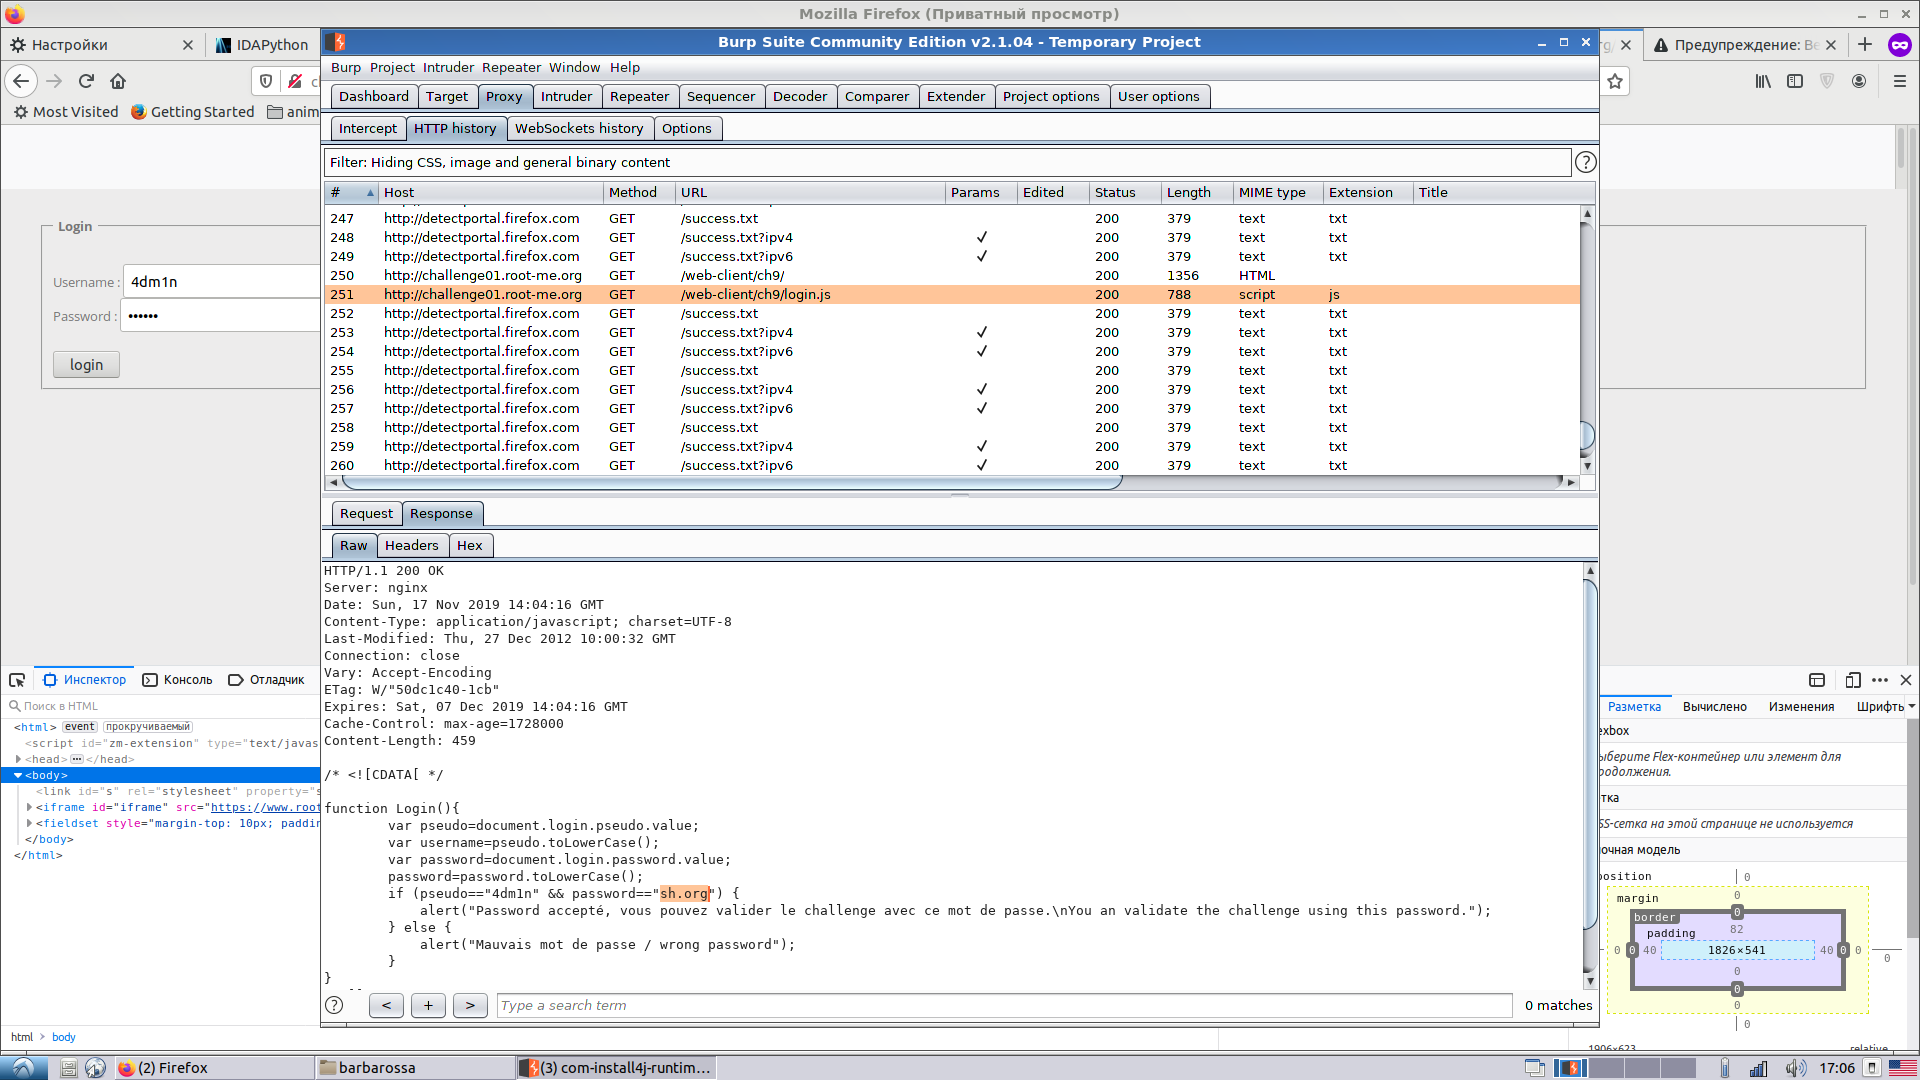 Mozilla Firefox (Приватный просмотр)
Настройки
IDAPython
Предупреждение: Ве
Most Visited
Getting Started
anim
Burp Suite Community Edition v2.1.04 - Temporary Project
Burp Project Intruder Repeater Window Help
Dashboard Target Proxy Intruder Repeater Sequencer Decoder Comparer Extender Project options User options
Intercept HTTP history WebSockets history Options
Filter: Hiding CSS, image and general binary content
# Host Method URL Params Edited Status Length MIME type Extension Title
247 http://detectportal.firefox.com GET /success.txt 200 379 text txt
248 http://detectportal.firefox.com GET /success.txt?ipv4 ✓ 200 379 text txt
249 http://detectportal.firefox.com GET /success.txt?ipv6 ✓ 200 379 text txt
250 http://challenge01.root-me.org GET /web-client/ch9/ 200 1356 HTML
251 http://challenge01.root-me.org GET /web-client/ch9/login.js 200 788 script js
252 http://detectportal.firefox.com GET /success.txt 200 379 text txt
253 http://detectportal.firefox.com GET /success.txt?ipv4 ✓ 200 379 text txt
254 http://detectportal.firefox.com GET /success.txt?ipv6 ✓ 200 379 text txt
255 http://detectportal.firefox.com GET /success.txt 200 379 text txt
256 http://detectportal.firefox.com GET /success.txt?ipv4 ✓ 200 379 text txt
257 http://detectportal.firefox.com GET /success.txt?ipv6 ✓ 200 379 text txt
258 http://detectportal.firefox.com GET /success.txt 200 379 text txt
259 http://detectportal.firefox.com GET /success.txt?ipv4 ✓ 200 379 text txt
260 http://detectportal.firefox.com GET /success.txt?ipv6 ✓ 200 379 text txt
Login
Username : 4dm1n
Password : ••••••
login
Request Response
Raw Headers Hex
HTTP/1.1 200 OK
Server: nginx
Date: Sun, 17 Nov 2019 14:04:16 GMT
Content-Type: application/javascript; charset=UTF-8
Last-Modified: Thu, 27 Dec 2012 10:00:32 GMT
Connection: close
Vary: Accept-Encoding
ETag: W/"50dc1c40-1cb"
Expires: Sat, 07 Dec 2019 14:04:16 GMT
Cache-Control: max-age=1728000
Content-Length: 459
/* <![CDATA[ */
function Login(){
var pseudo=document.login.pseudo.value;
var username=pseudo.toLowerCase();
var password=document.login.password.value;
password=password.toLowerCase();
if (pseudo=="4dm1n" && password=="sh.org") {
alert("Password accepté, vous pouvez valider le challenge avec ce mot de passe.\nYou an validate the challenge using this password.");
} else {
alert("Mauvais mot de passe / wrong password");
}
}
? < + > Type a search term 0 matches
Инспектор Консоль Отладчик
Поиск в HTML
<html> event прокручиваемый
<script id="zm-extension" type="text/javas
<head> ••• </head>
<body>
<link id="s" rel="stylesheet" property="s
<iframe id="iframe" src="https://www.root
<fieldset style="margin-top: 10px; paddin
</body>
</html>
html › body
Разметка Вычислено Изменения Шрифть
exbox
ыберите Flex-контейнер или элемент для
родолжения.
тка
SS-сетка на этой странице не используется
очная модель
position 0
margin 0
border 0
padding 82
0 0 40 1826×541 40 0 0 0
0
0
0
0
1906×623 relative
(2) Firefox
barbarossa
(3) com-install4j-runtim...
17:06